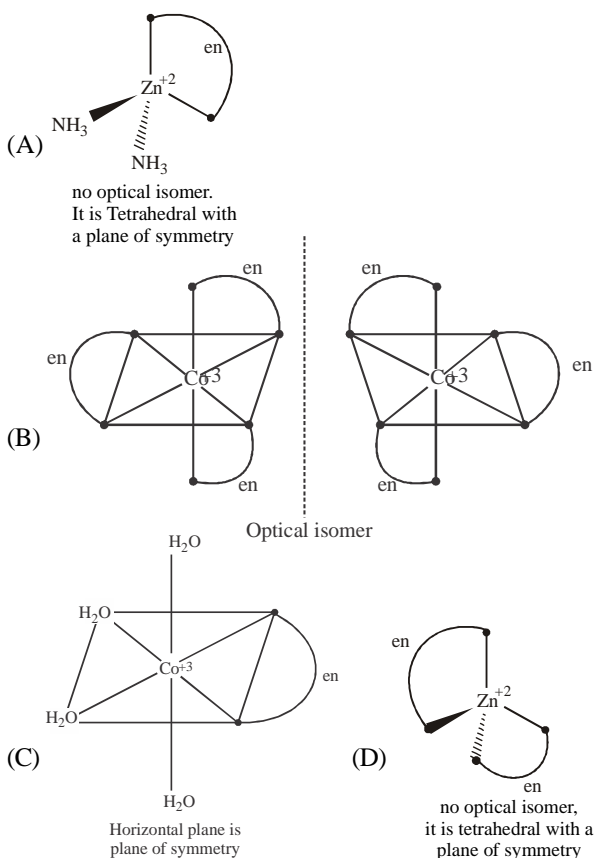 en
Zn+2
NH3
NH3
(A)
no optical isomer.
It is Tetrahedral with
a plane of symmetry
en
en
en
Co+3
en
(B)
en
en
Co+3
en
Optical isomer
H2O
H2O
Co+3
en
H2O
(C)
H2O
Horizontal plane is
plane of symmetry
en
Zn+2
(D)
en
no optical isomer,
it is tetrahedral with a
plane of symmetry